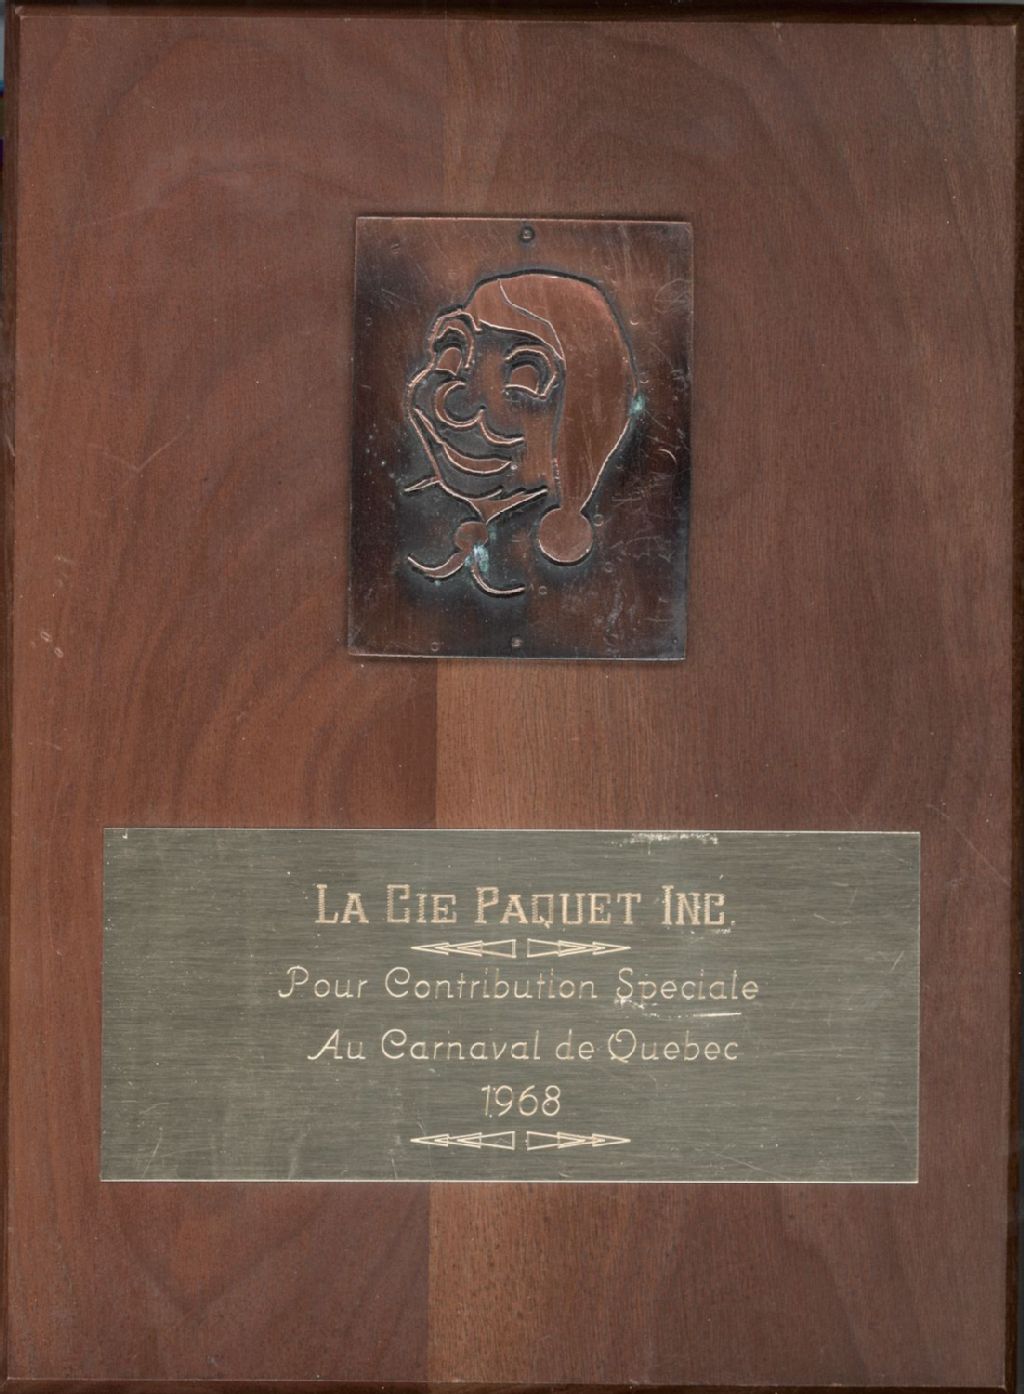 LA CIE PAQUET INC.
Pour Contribution Speciale
Au Carnaval de Quebec
1968